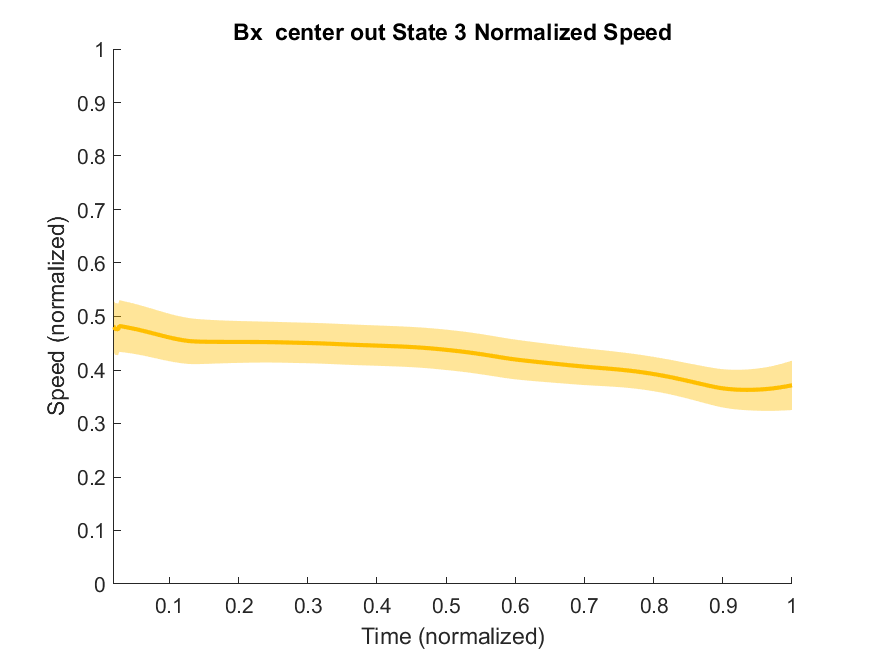 Bx  center out State 3 Normalized Speed
1
0.9
0.8
0.7
0.6
0.5
0.4
0.3
0.2
0.1
0
Speed (normalized)
0.1 0.2 0.3 0.4 0.5 0.6 0.7 0.8 0.9 1
Time (normalized)